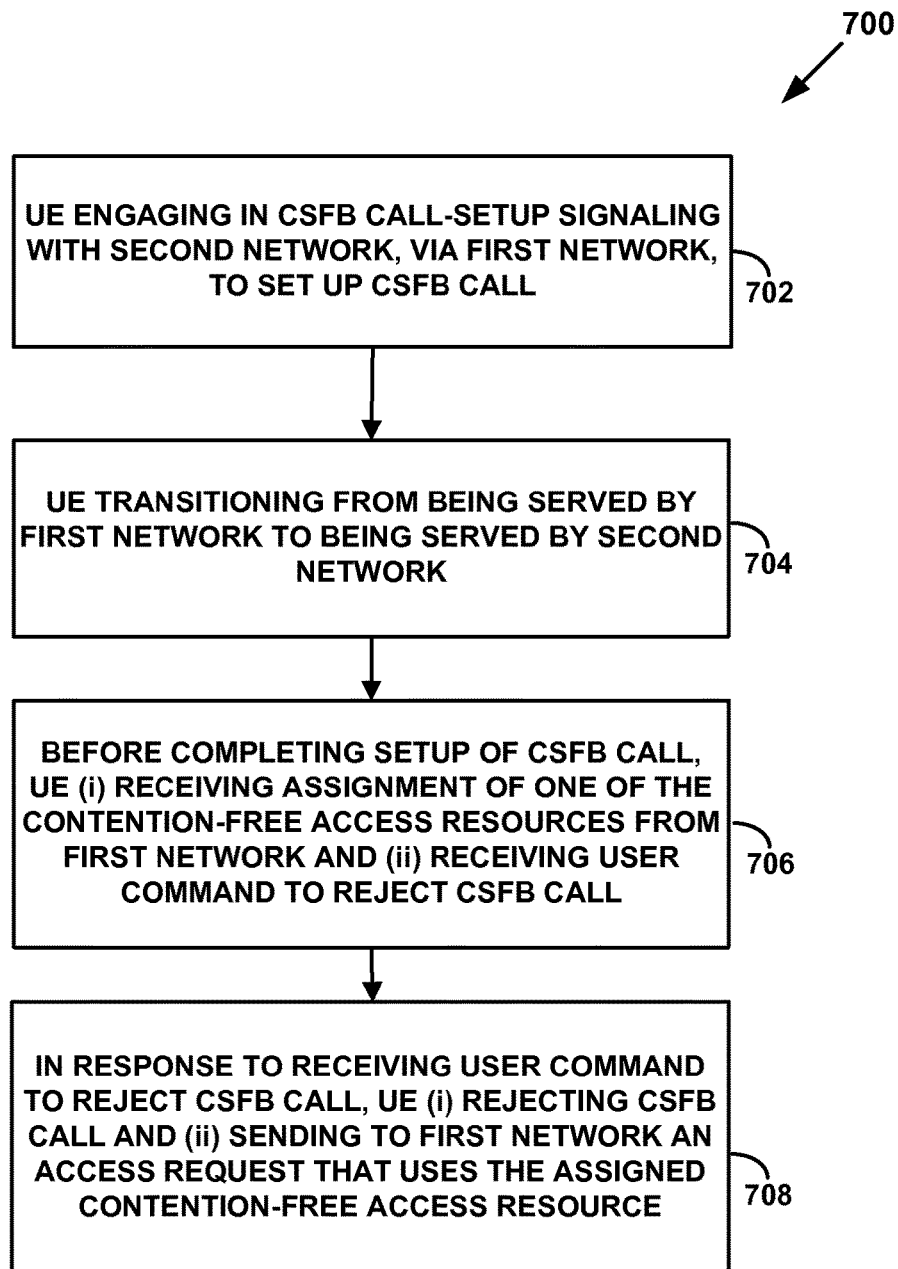 700
UE ENGAGING IN CSFB CALL-SETUP SIGNALING
WITH SECOND NETWORK, VIA FIRST NETWORK,
TO SET UP CSFB CALL
702
UE TRANSITIONING FROM BEING SERVED BY
FIRST NETWORK TO BEING SERVED BY SECOND
NETWORK
704
BEFORE COMPLETING SETUP OF CSFB CALL,
UE (i) RECEIVING ASSIGNMENT OF ONE OF THE
CONTENTION-FREE ACCESS RESOURCES FROM
FIRST NETWORK AND (ii) RECEIVING USER
COMMAND TO REJECT CSFB CALL
706
IN RESPONSE TO RECEIVING USER COMMAND
TO REJECT CSFB CALL, UE (i) REJECTING CSFB
CALL AND (ii) SENDING TO FIRST NETWORK AN
ACCESS REQUEST THAT USES THE ASSIGNED
CONTENTION-FREE ACCESS RESOURCE
708